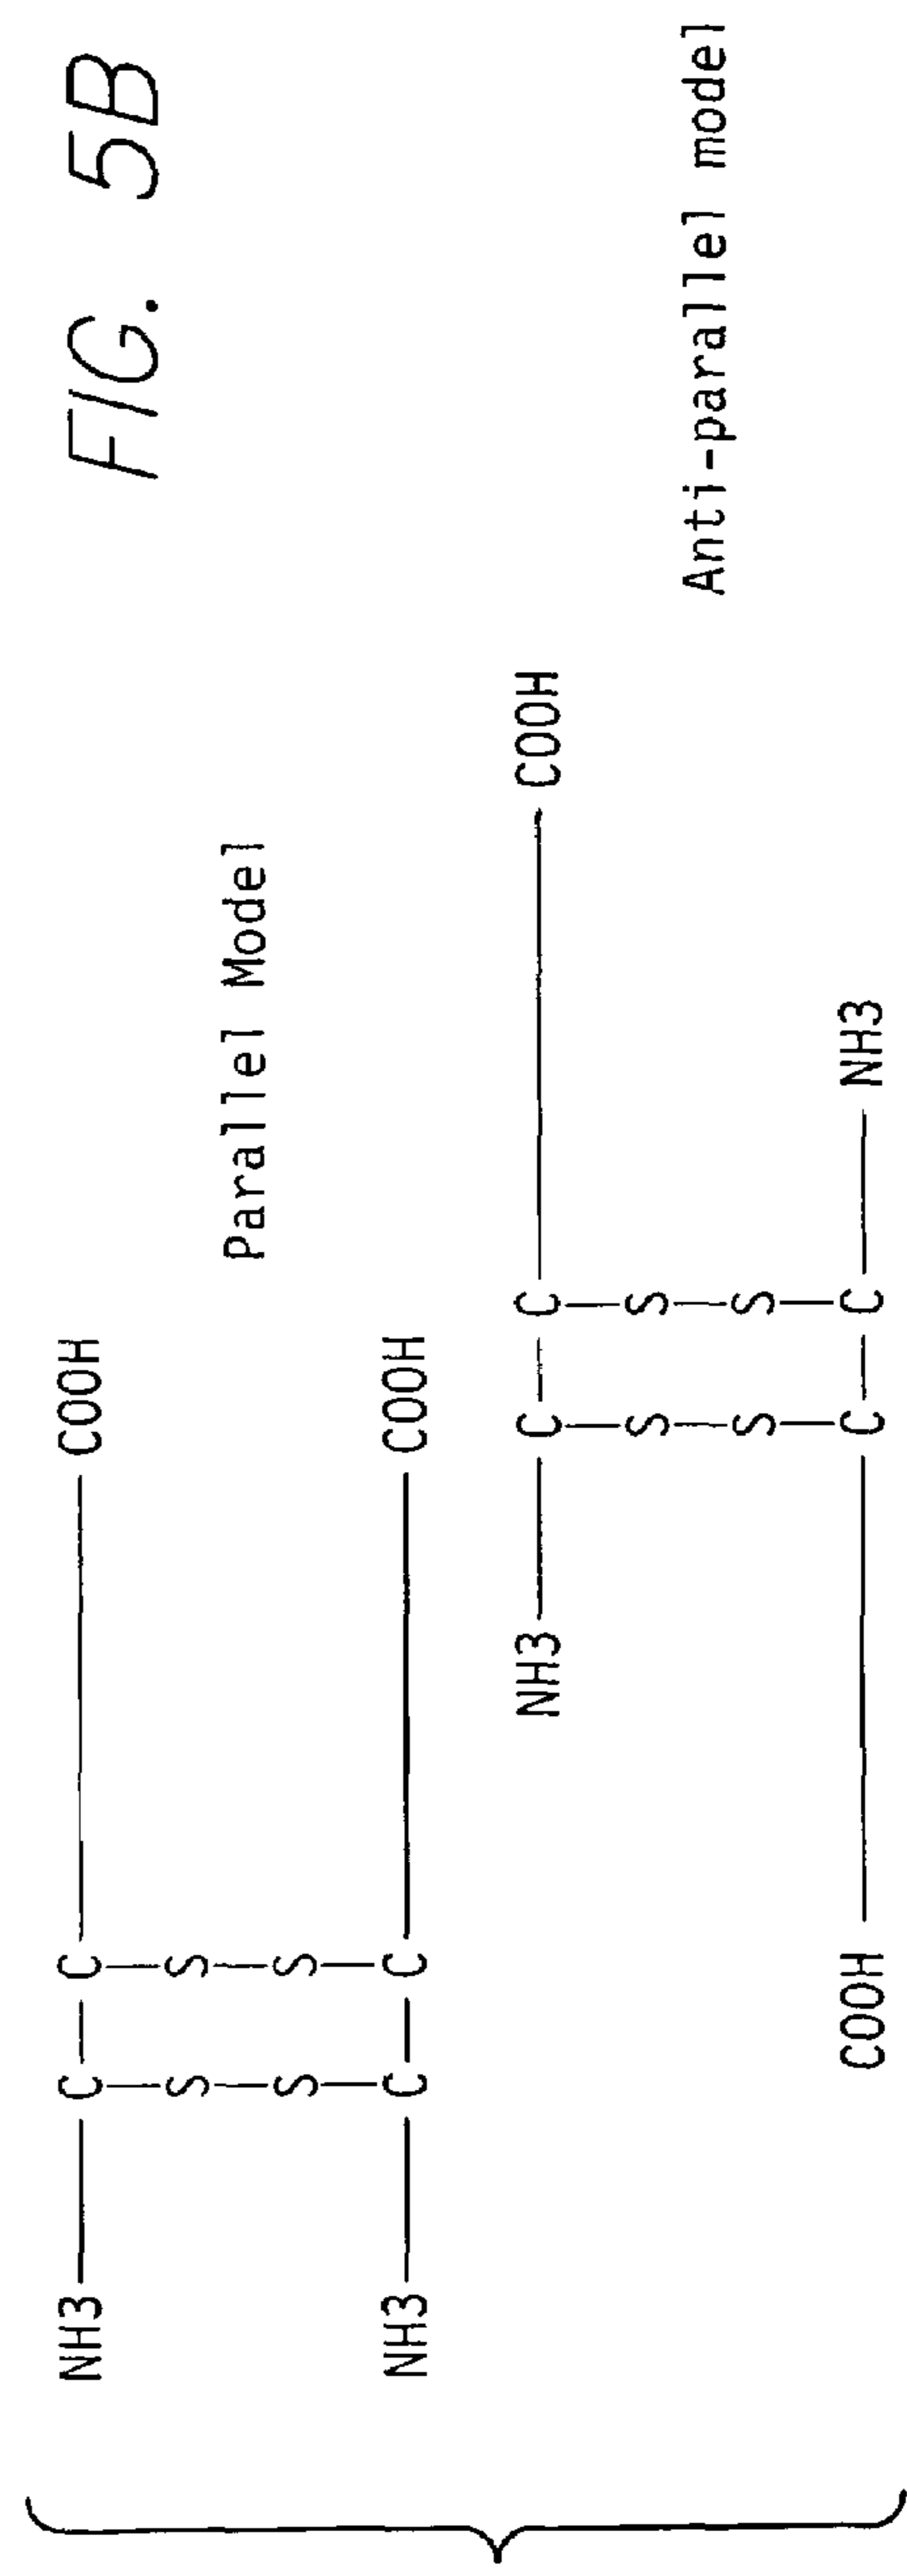 FIG. 5B
NH3 C C COOH
S S
S S
NH3 C C COOH
Parallel Model
NH3 C C COOH
S S
S S
COOH C C NH3
Anti-parallel model